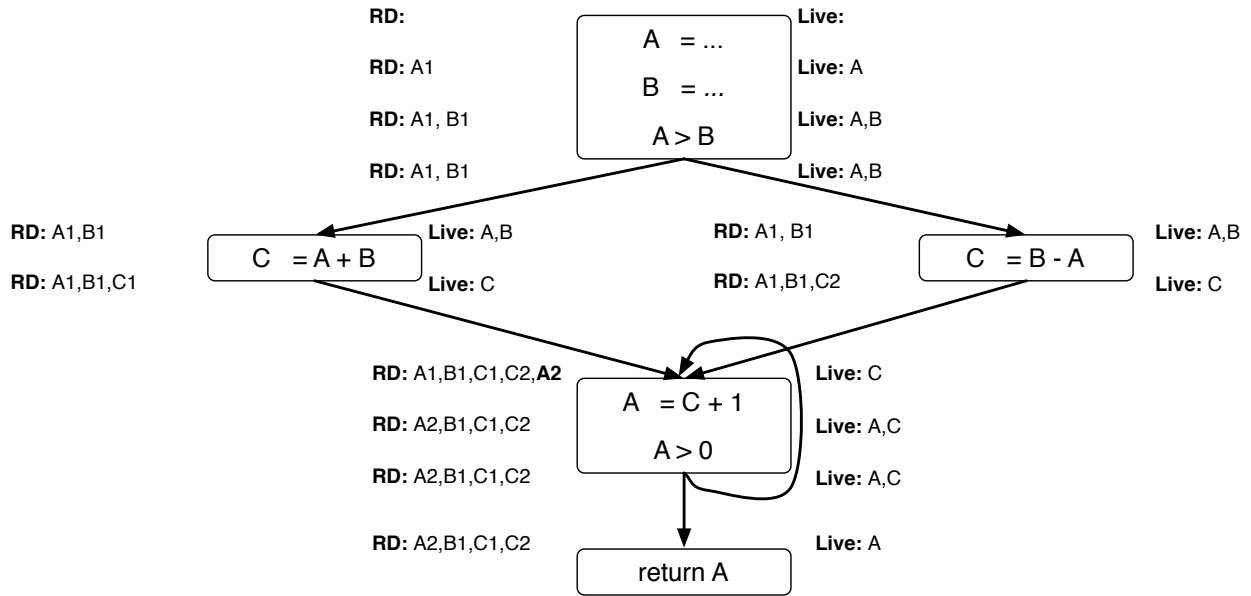 RD:
Live:
A = ...
RD: A1
Live: A
B = ...
RD: A1, B1
Live: A,B
A > B
RD: A1, B1
Live: A,B
RD: A1,B1
Live: A,B
RD: A1, B1
Live: A,B
C = A + B
C = B - A
RD: A1,B1,C1
Live: C
RD: A1,B1,C2
Live: C
RD: A1,B1,C1,C2,A2
Live: C
A = C + 1
RD: A2,B1,C1,C2
Live: A,C
A > 0
RD: A2,B1,C1,C2
Live: A,C
RD: A2,B1,C1,C2
Live: A
return A